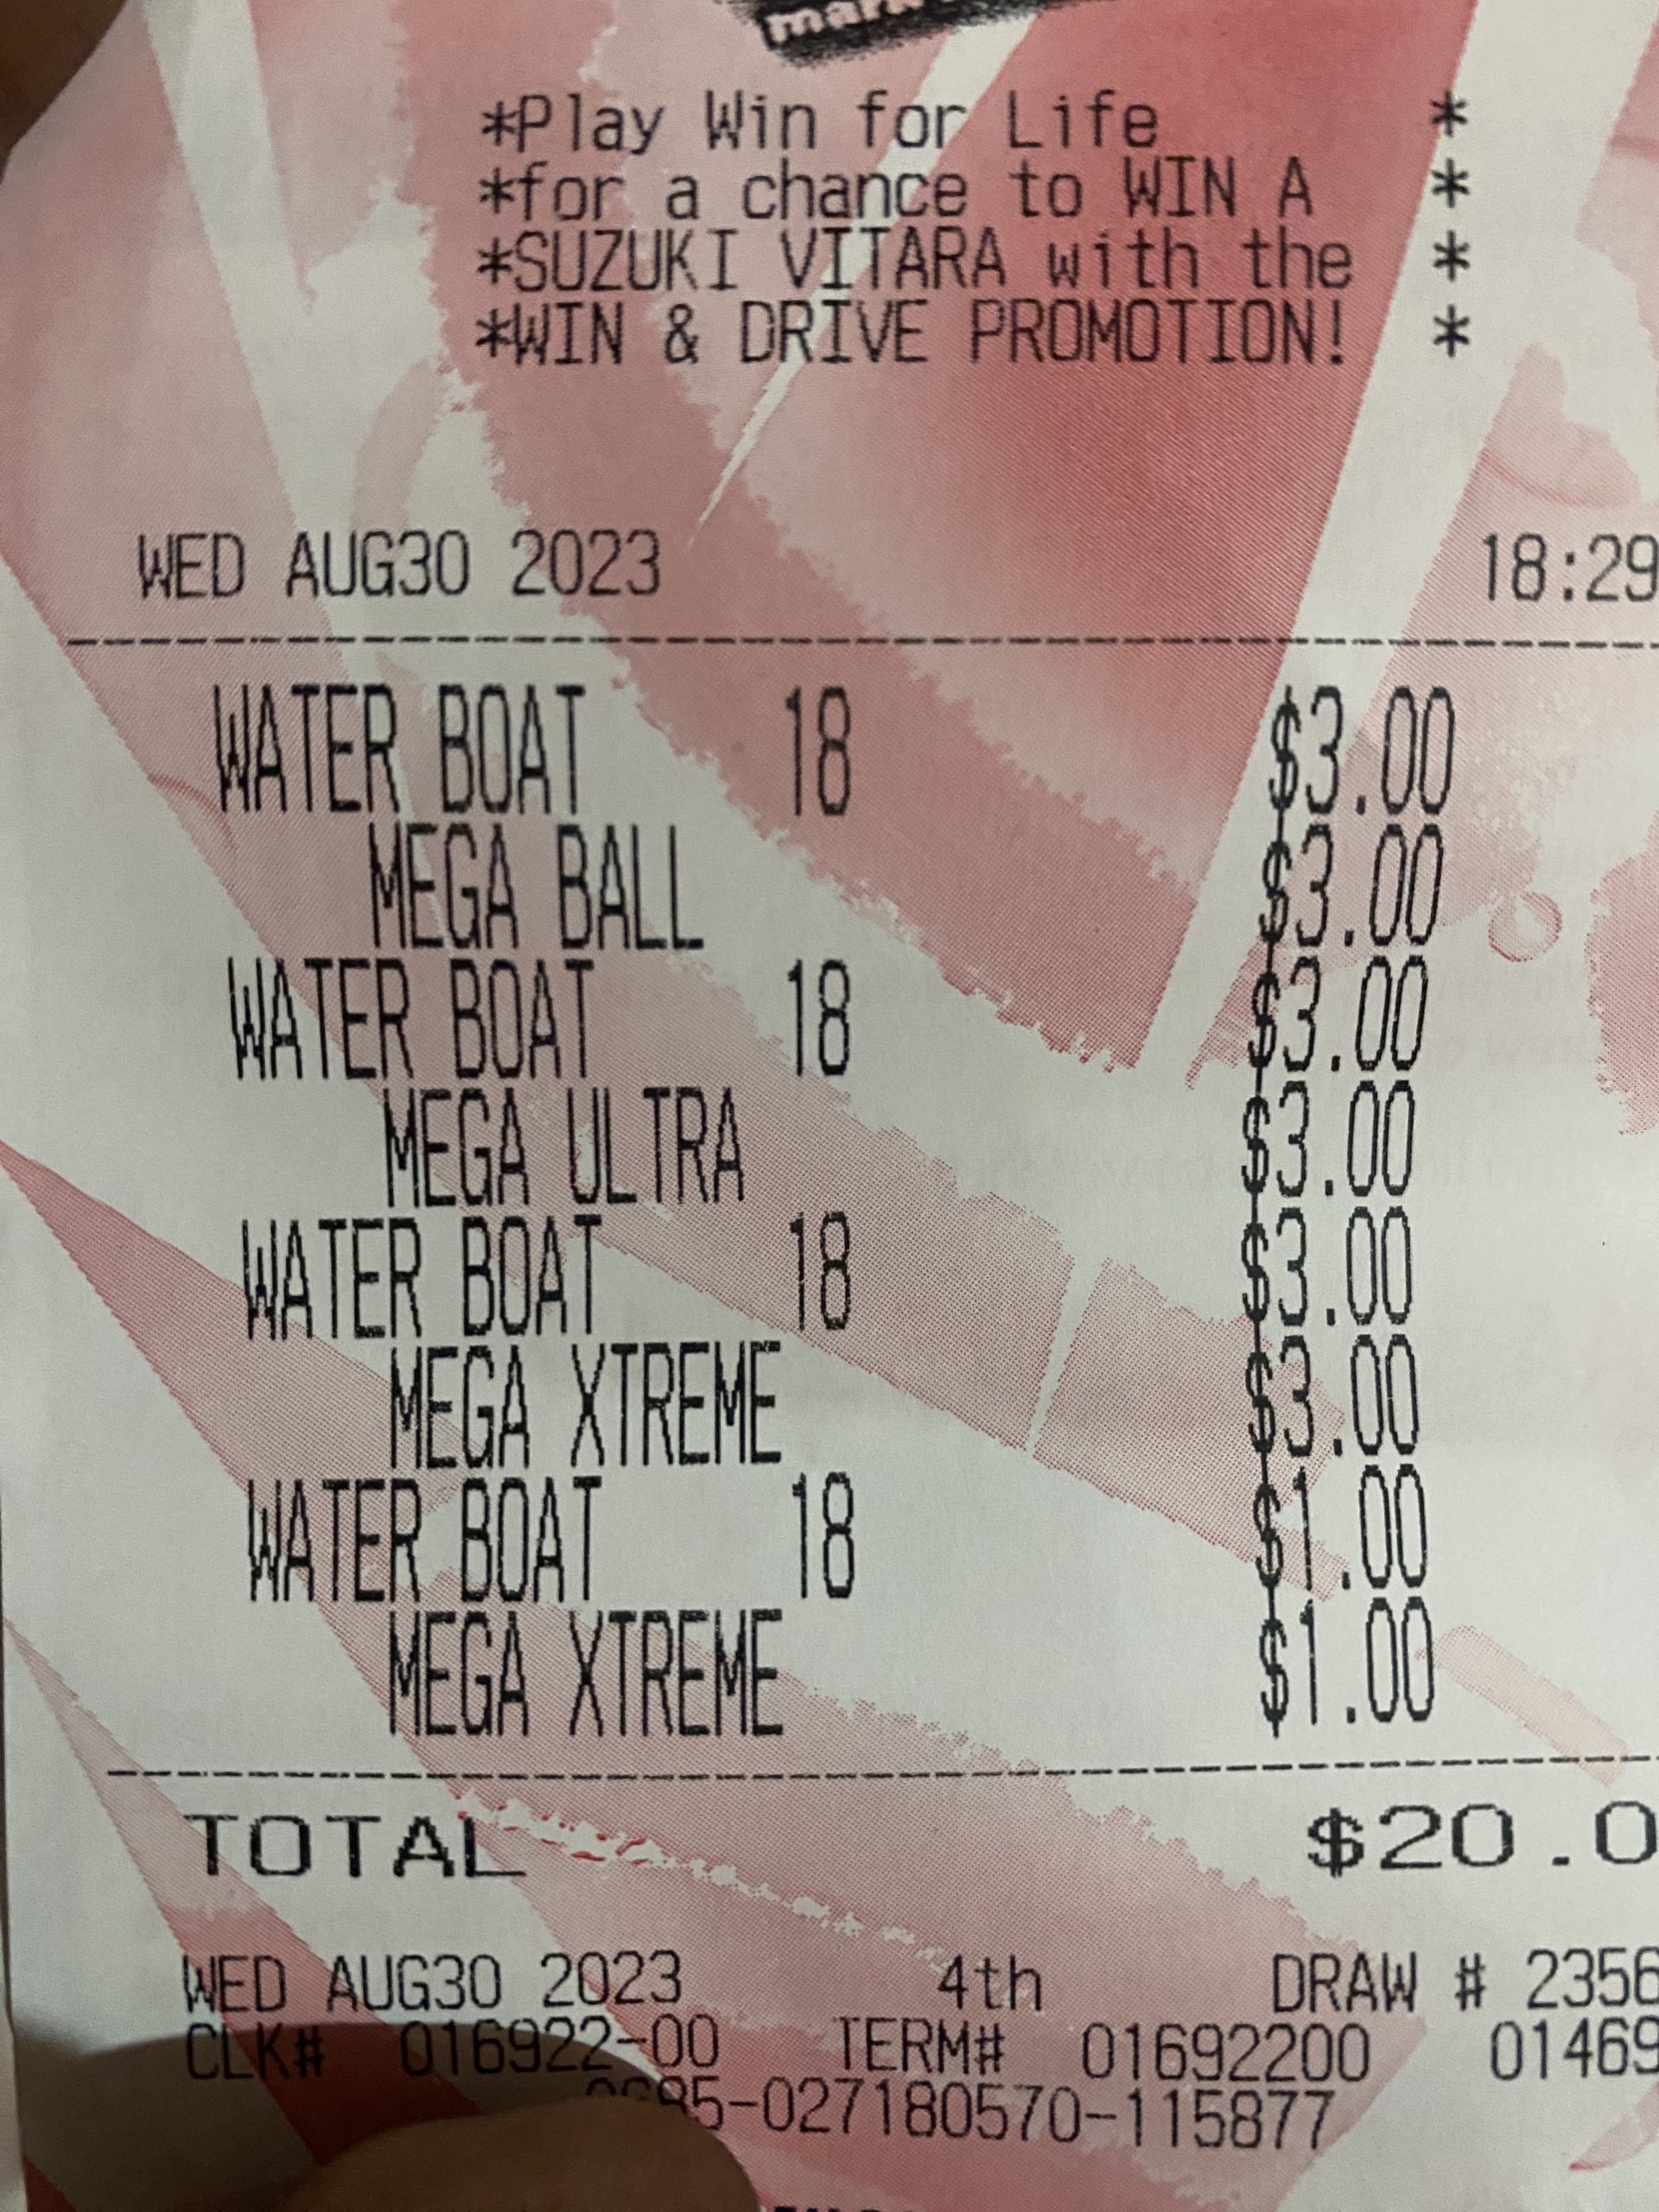 *Play Win for Life *
*for a chance to WIN A *
*SUZUKI VITARA with the *
*WIN & DRIVE PROMOTION! *
WED AUG30 2023 18:29
WATER BOAT 18 $3.00
MEGA BALL $3.00
WATER BOAT 18 $3.00
MEGA ULTRA $3.00
WATER BOAT 18 $3.00
MEGA XTREME $3.00
WATER BOAT 18 $1.00
MEGA XTREME $1.00
TOTAL $20.0
WED AUG30 2023 4th DRAW # 2356
CLK# 016922-00 TERM# 01692200 01469
85-027180570-115877